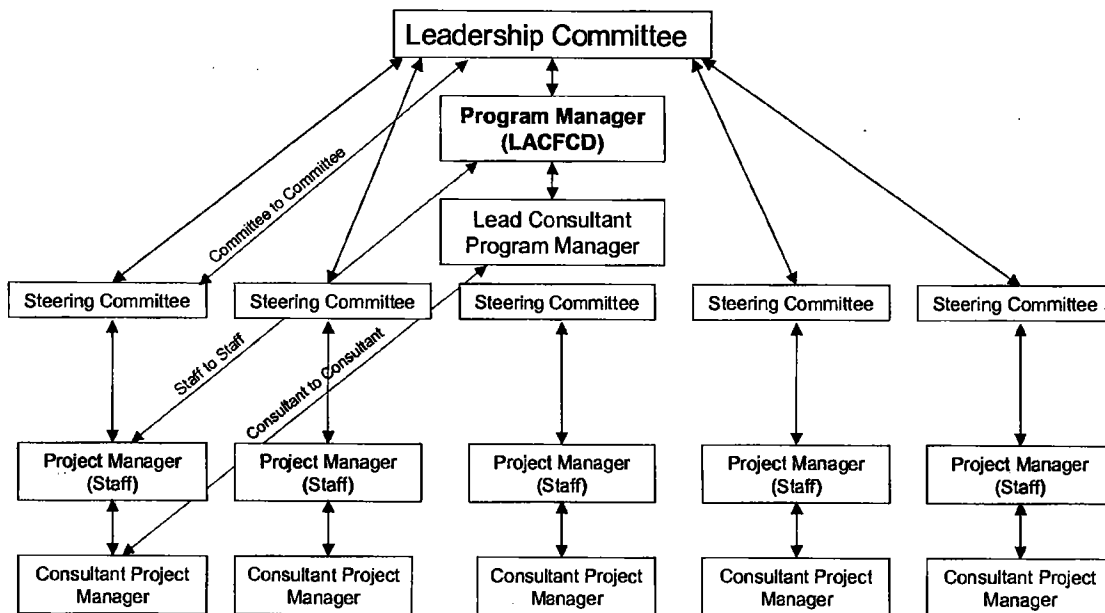 Leadership Committee
Program Manager
(LACFCD)
Committee to Committee
Lead Consultant
Program Manager
Steering Committee
Steering Committee
Steering Committee
Steering Committee
Steering Committee
Staff to Staff
Consultant to Consultant
Project Manager
(Staff)
Project Manager
(Staff)
Project Manager
(Staff)
Project Manager
(Staff)
Project Manager
(Staff)
Consultant Project
Manager
Consultant Project
Manager
Consultant Project
Manager
Consultant Project
Manager
Consultant Project
Manager